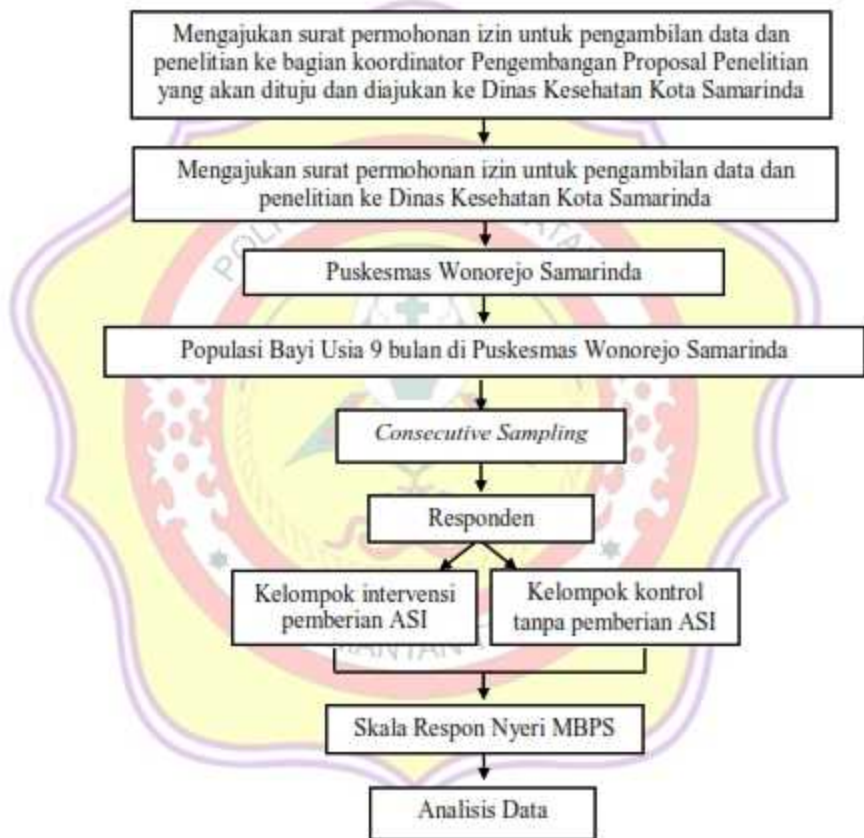 Mengajukan surat permohonan izin untuk pengambilan data dan
penelitian ke bagian koordinator Pengembangan Proposal Penelitian
yang akan dituju dan diajukan ke Dinas Kesehatan Kota Samarinda
Mengajukan surat permohonan izin untuk pengambilan data dan
penelitian ke Dinas Kesehatan Kota Samarinda
Puskesmas Wonorejo Samarinda
Populasi Bayi Usia 9 bulan di Puskesmas Wonorejo Samarinda
Consecutive Sampling
Responden
Kelompok intervensi
pemberian ASI
Kelompok kontrol
tanpa pemberian ASI
Skala Respon Nyeri MBPS
Analisis Data